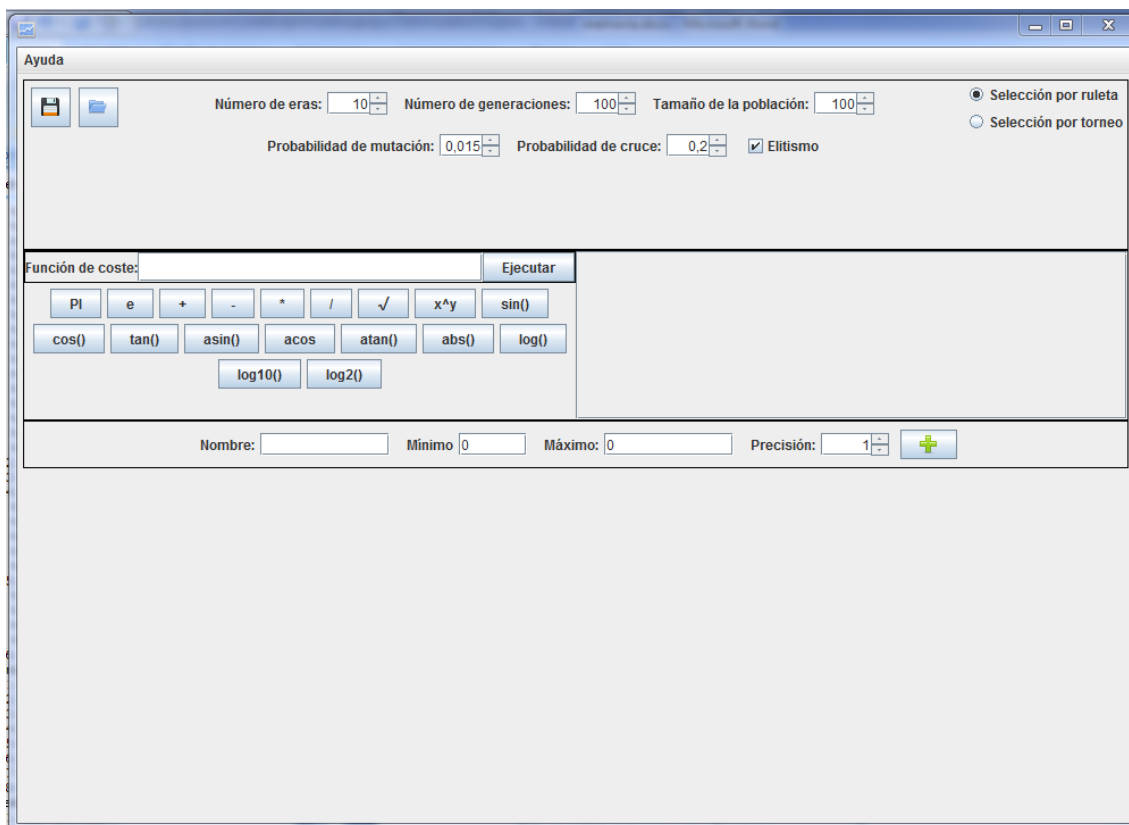 Ayuda
Número de eras: 10 Número de generaciones: 100 Tamaño de la población: 100
Selección por ruleta
Selección por torneo
Probabilidad de mutación: 0,015 Probabilidad de cruce: 0,2 Elitismo
Función de coste: Ejecutar
PI e + - * / √ x^y sin()
cos() tan() asin() acos atan() abs() log()
log10() log2()
Nombre: Mínimo 0 Máximo: 0 Precisión: 1